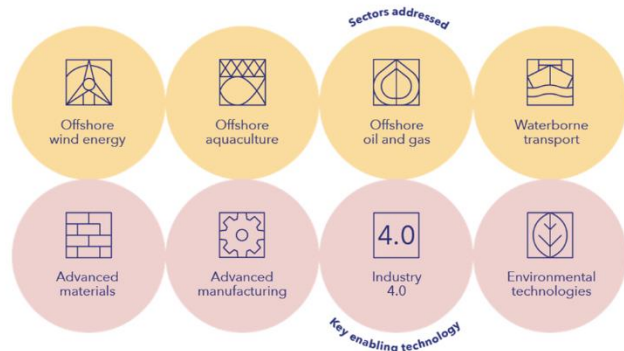 Sectors addressed
Offshore
wind energy
Offshore
aquaculture
Offshore
oil and gas
Waterborne
transport
Advanced
materials
Advanced
manufacturing
4.0
Industry
4.0
Environmental
technologies
Key enabling technology